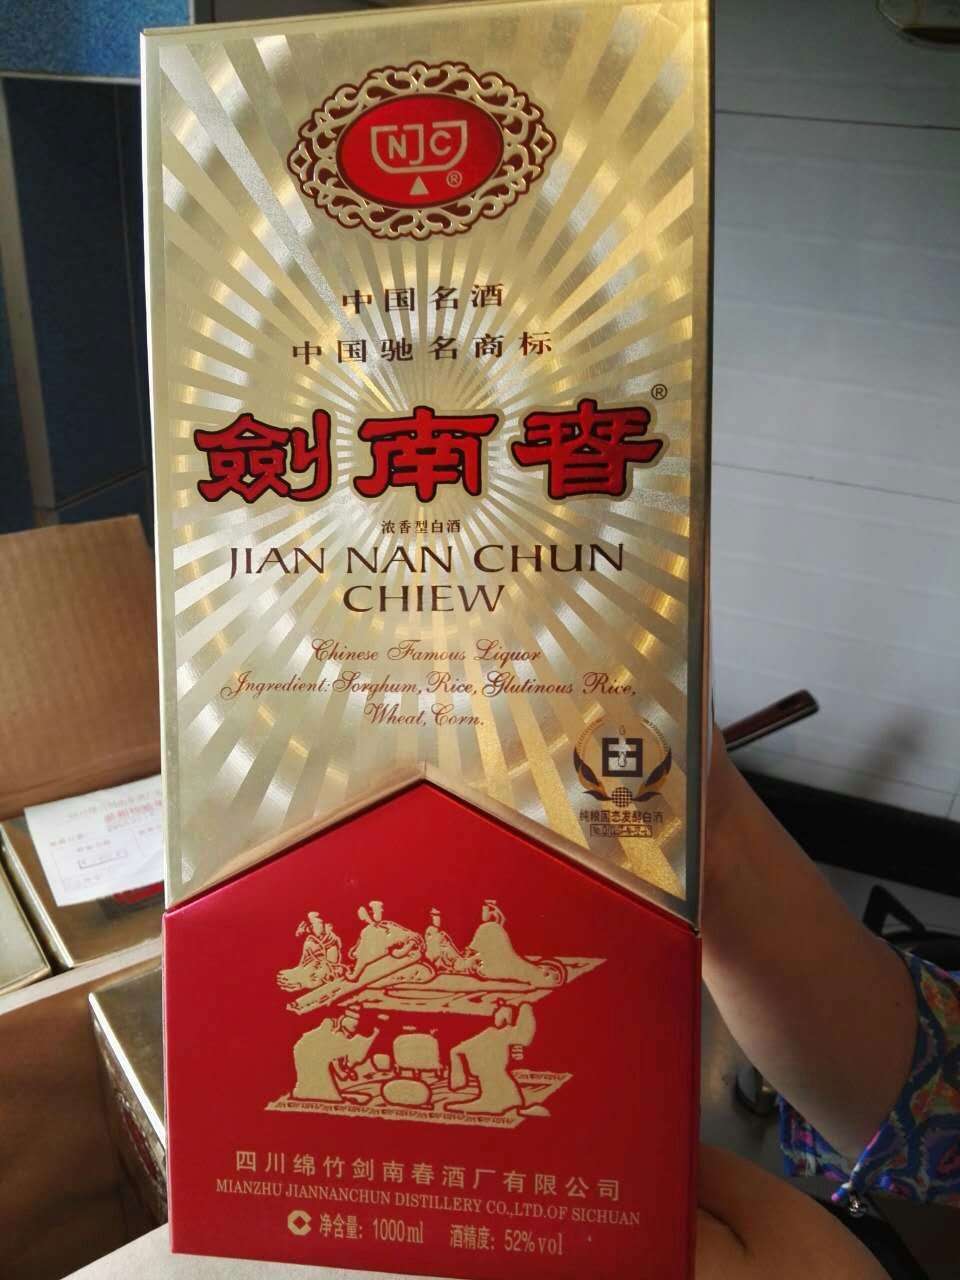 NJC®
中国名酒
中国驰名商标
劍南春®
浓香型白酒
JIAN NAN CHUN
CHIEW
Chinese Famous Liquor
Ingredient: Sorghum, Rice, Glutinous Rice,
Wheat, Corn.
纯粮固态发酵白酒
四川绵竹剑南春酒厂有限公司
MIANZHU JIANNANCHUN DISTILLERY CO.,LTD.OF SICHUAN
净含量: 1000ml 酒精度: 52%vol